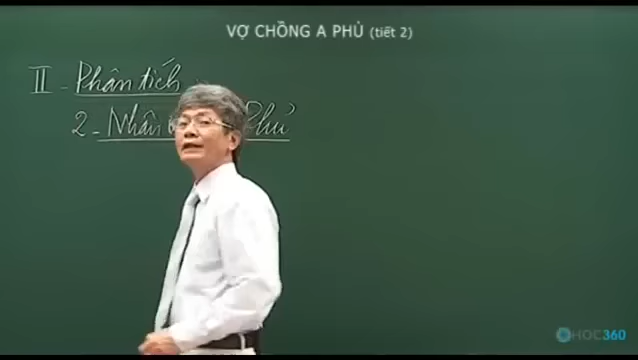 VỢ CHỒNG A PHỦ (tiết 2)
II - Phân tích
2 - Nhân Phủ
HOC360